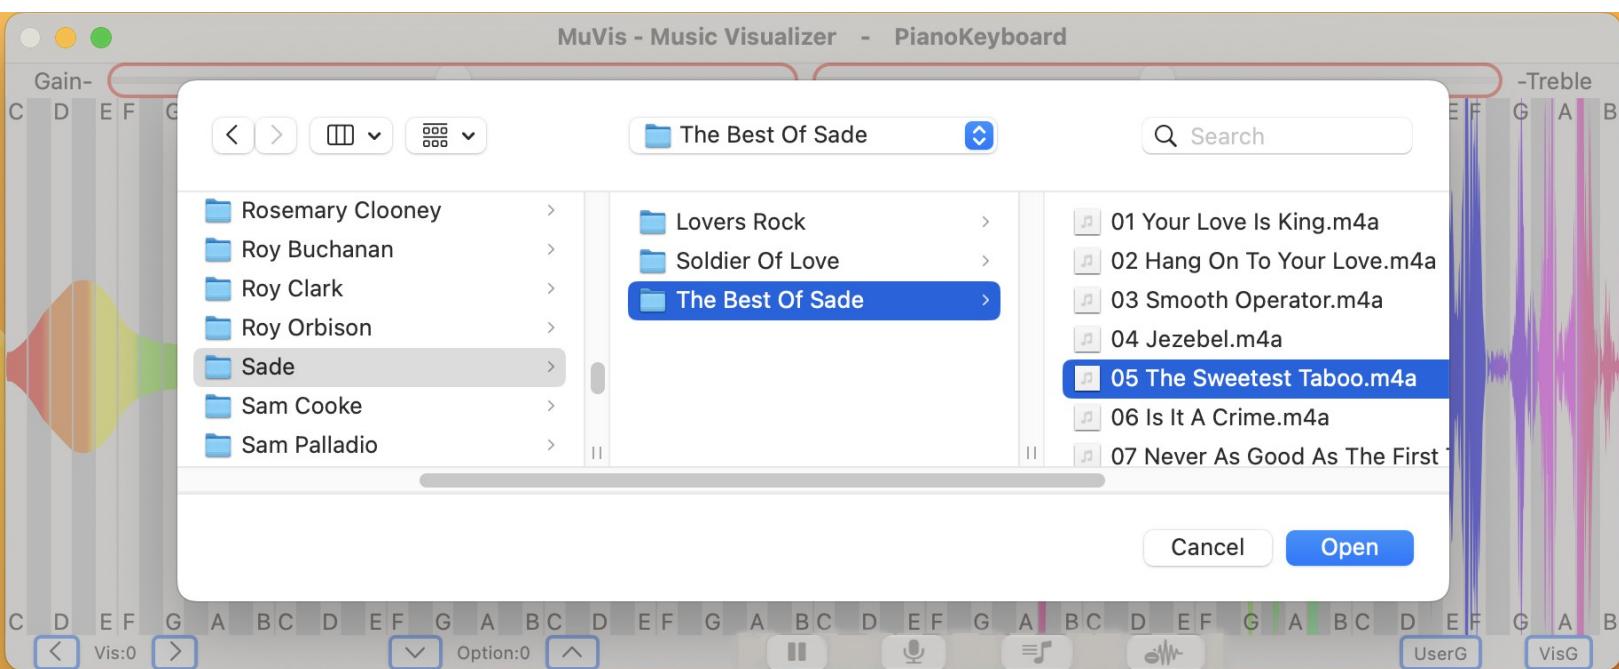 MuVis - Music Visualizer - PianoKeyboard
Gain- -Treble
C D E F G E F G A B
The Best Of Sade
Search
Rosemary Clooney
Roy Buchanan
Roy Clark
Roy Orbison
Sade
Sam Cooke
Sam Palladio
Lovers Rock
Soldier Of Love
The Best Of Sade
01 Your Love Is King.m4a
02 Hang On To Your Love.m4a
03 Smooth Operator.m4a
04 Jezebel.m4a
05 The Sweetest Taboo.m4a
06 Is It A Crime.m4a
07 Never As Good As The First
Cancel Open
C D E F G A B C D E F G A B C D E F G A B C D E F G A B C D E F G A B C D E F G A B
Vis:0 Option:0 UserG VisG